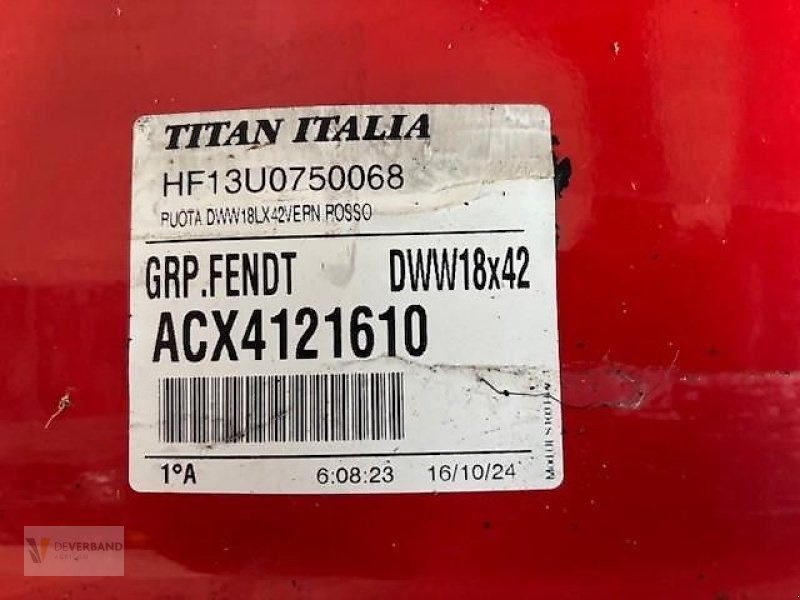 TITAN ITALIA
HF13U0750068
RUOTA DWW18LX42VERN ROSSO
GRP.FENDT DWW18x42
ACX4121610
1°A 6:08:23 16/10/24
DEVERBAND